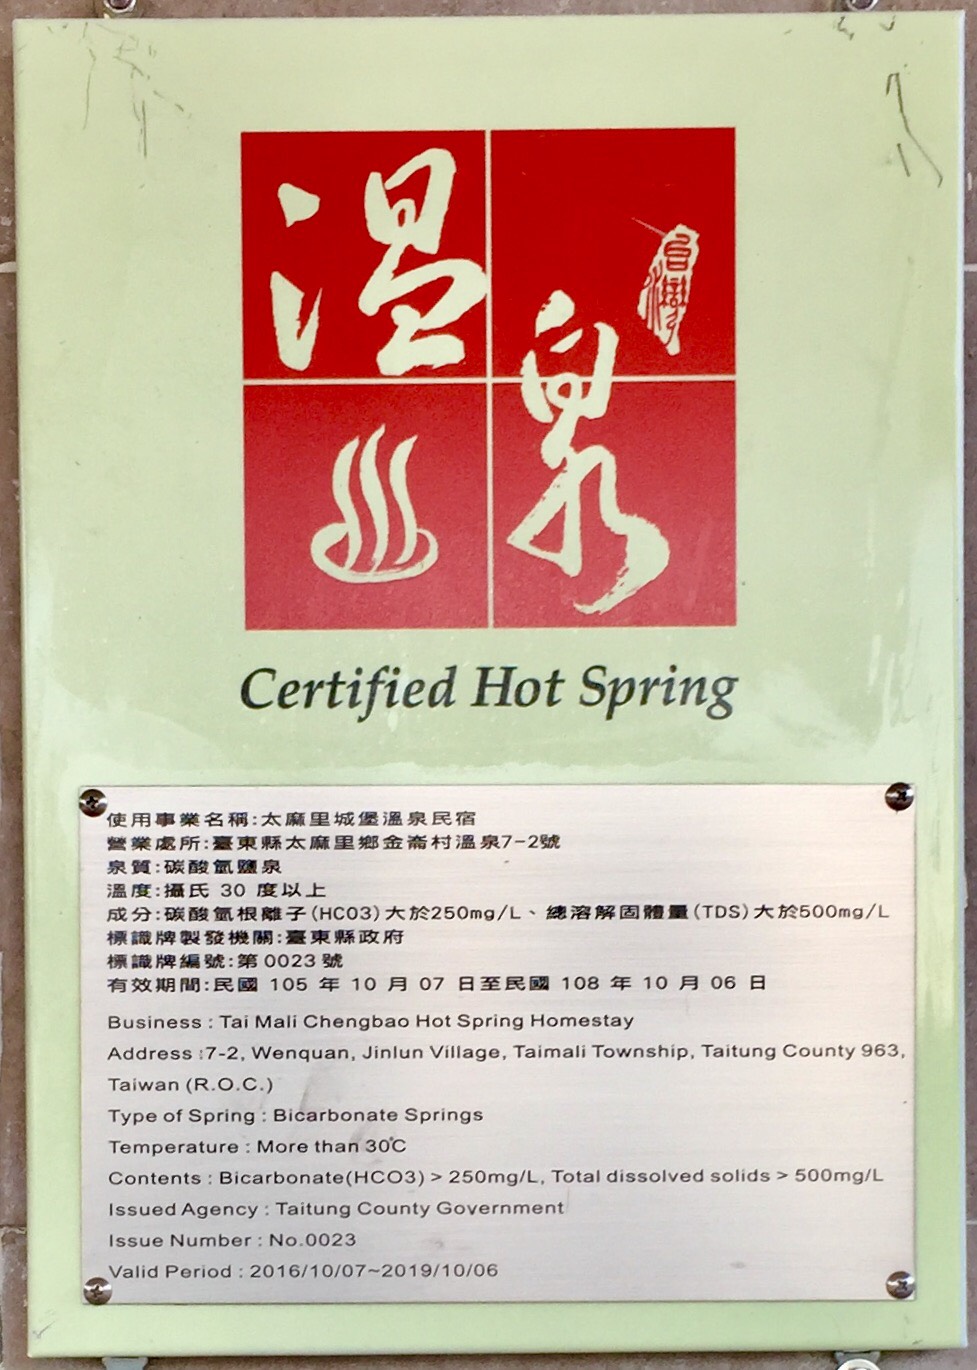 溫泉
台灣
Certified Hot Spring
使用事業名稱:太麻里城堡溫泉民宿
營業處所:臺東縣太麻里鄉金崙村溫泉7-2號
泉質:碳酸氫鹽泉
溫度:攝氏 30 度以上
成分:碳酸氫根離子(HCO3)大於250mg/L、總溶解固體量(TDS)大於500mg/L
標識牌製發機關:臺東縣政府
標識牌編號:第0023號
有效期間:民國 105 年 10 月 07 日至民國 108 年 10 月 06 日
Business : Tai Mali Chengbao Hot Spring Homestay
Address :7-2, Wenquan, Jinlun Village, Taimali Township, Taitung County 963,
Taiwan (R.O.C.)
Type of Spring : Bicarbonate Springs
Temperature : More than 30℃
Contents : Bicarbonate(HCO3) > 250mg/L, Total dissolved solids > 500mg/L
Issued Agency : Taitung County Government
Issue Number : No.0023
Valid Period : 2016/10/07~2019/10/06